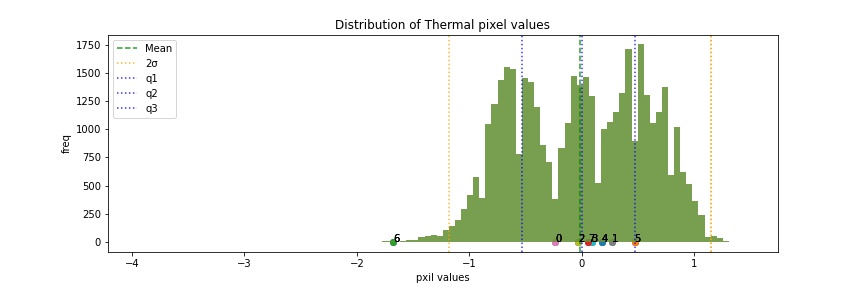 Distribution of Thermal pixel values
Mean
2σ
q1
q2
q3
freq
1750
1500
1250
1000
750
500
250
0
6 0 2 7 3 4 1 5
−4 −3 −2 −1 0 1
pxil values